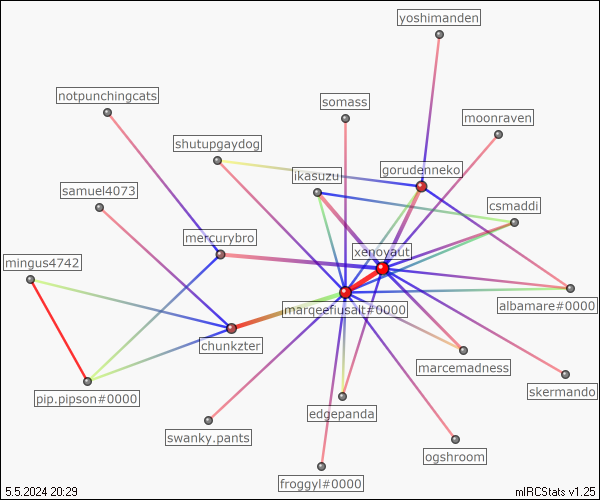 yoshimanden
notpunchingcats
somass
moonraven
shutupgaydog
gorudenneko
ikasuzu
samuel4073
csmaddi
mercurybro
xenoyaut
mingus4742
albamare#0000
marqeefiusalt#0000
chunkzter
marcemadness
skermando
pip.pipson#0000
edgepanda
swanky.pants
ogshroom
froggyl#0000
5.5.2024 20:29
mIRCStats v1.25